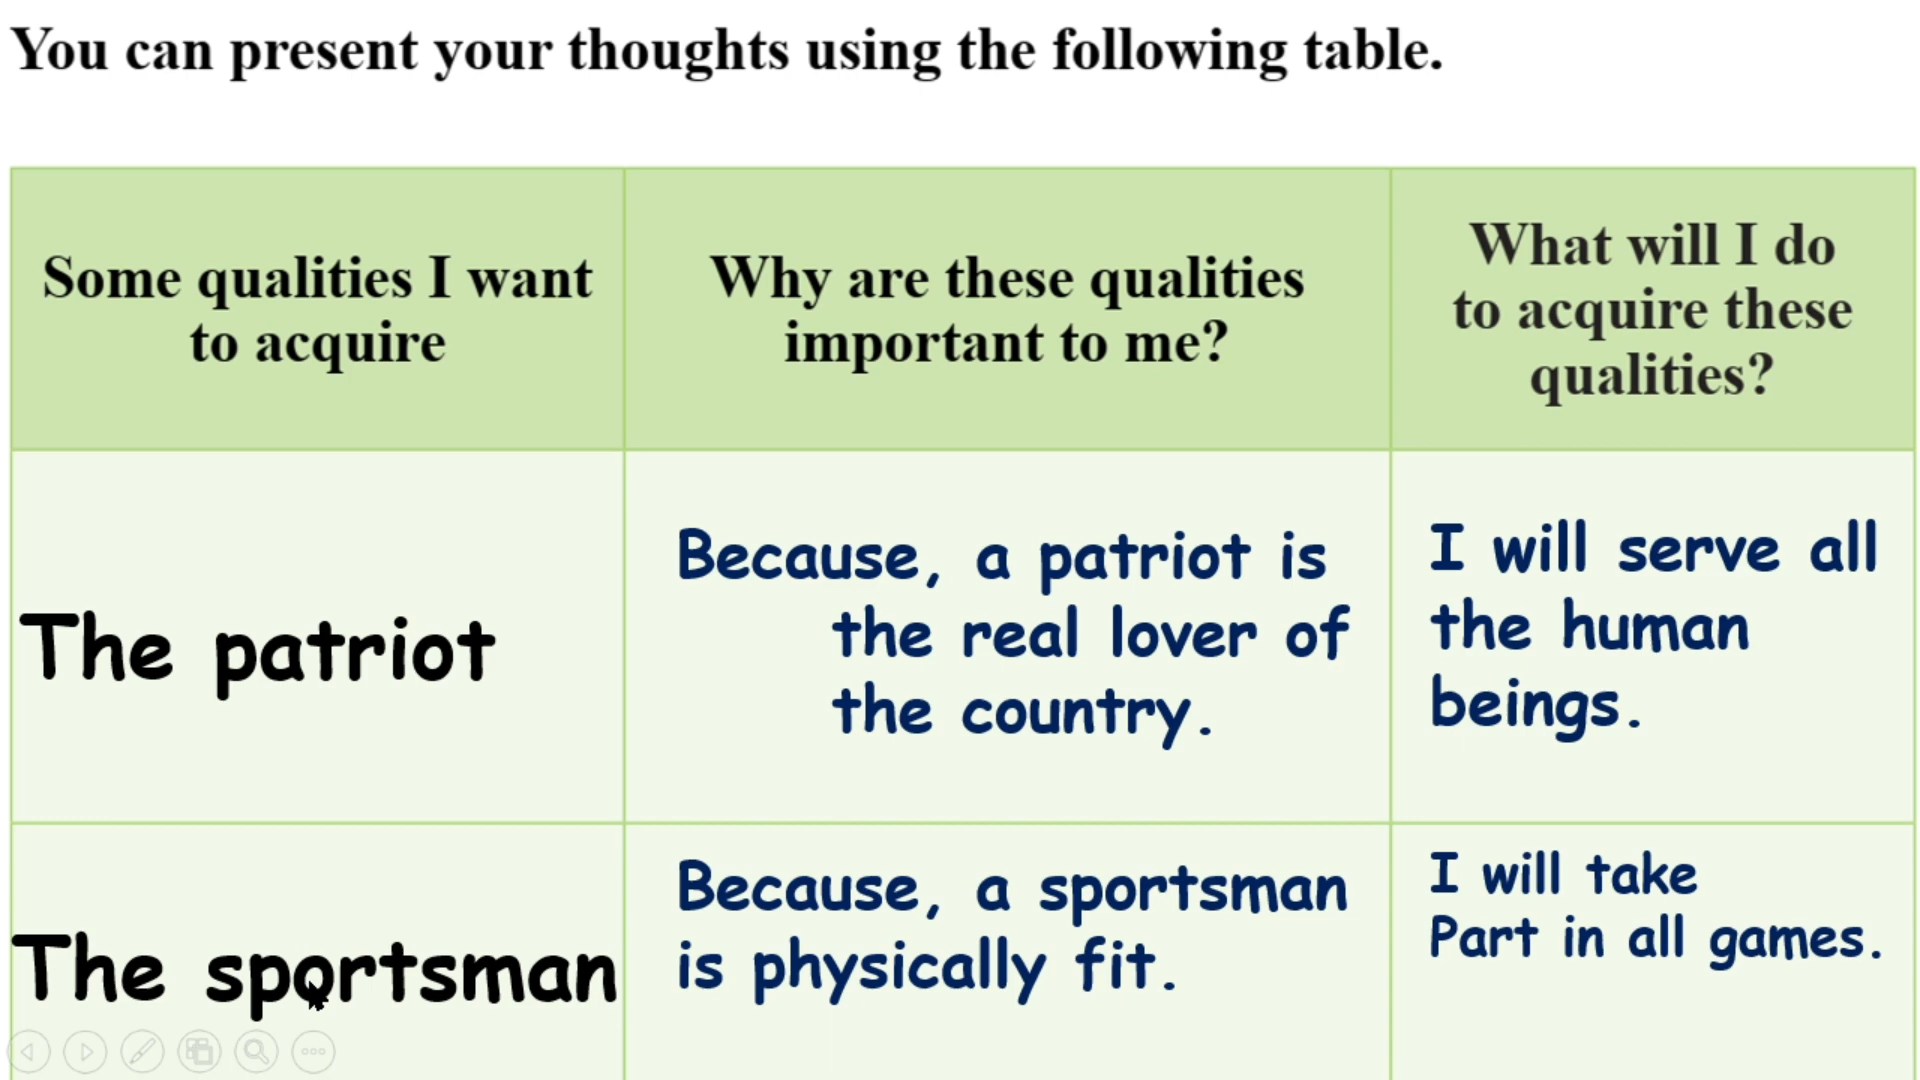 You can present your thoughts using the following table.
Some qualities I want
to acquire
Why are these qualities
important to me?
What will I do
to acquire these
qualities?
The patriot
Because, a patriot is
the real lover of
the country.
I will serve all
the human
beings.
The sportsman
Because, a sportsman
is physically fit.
I will take
Part in all games.